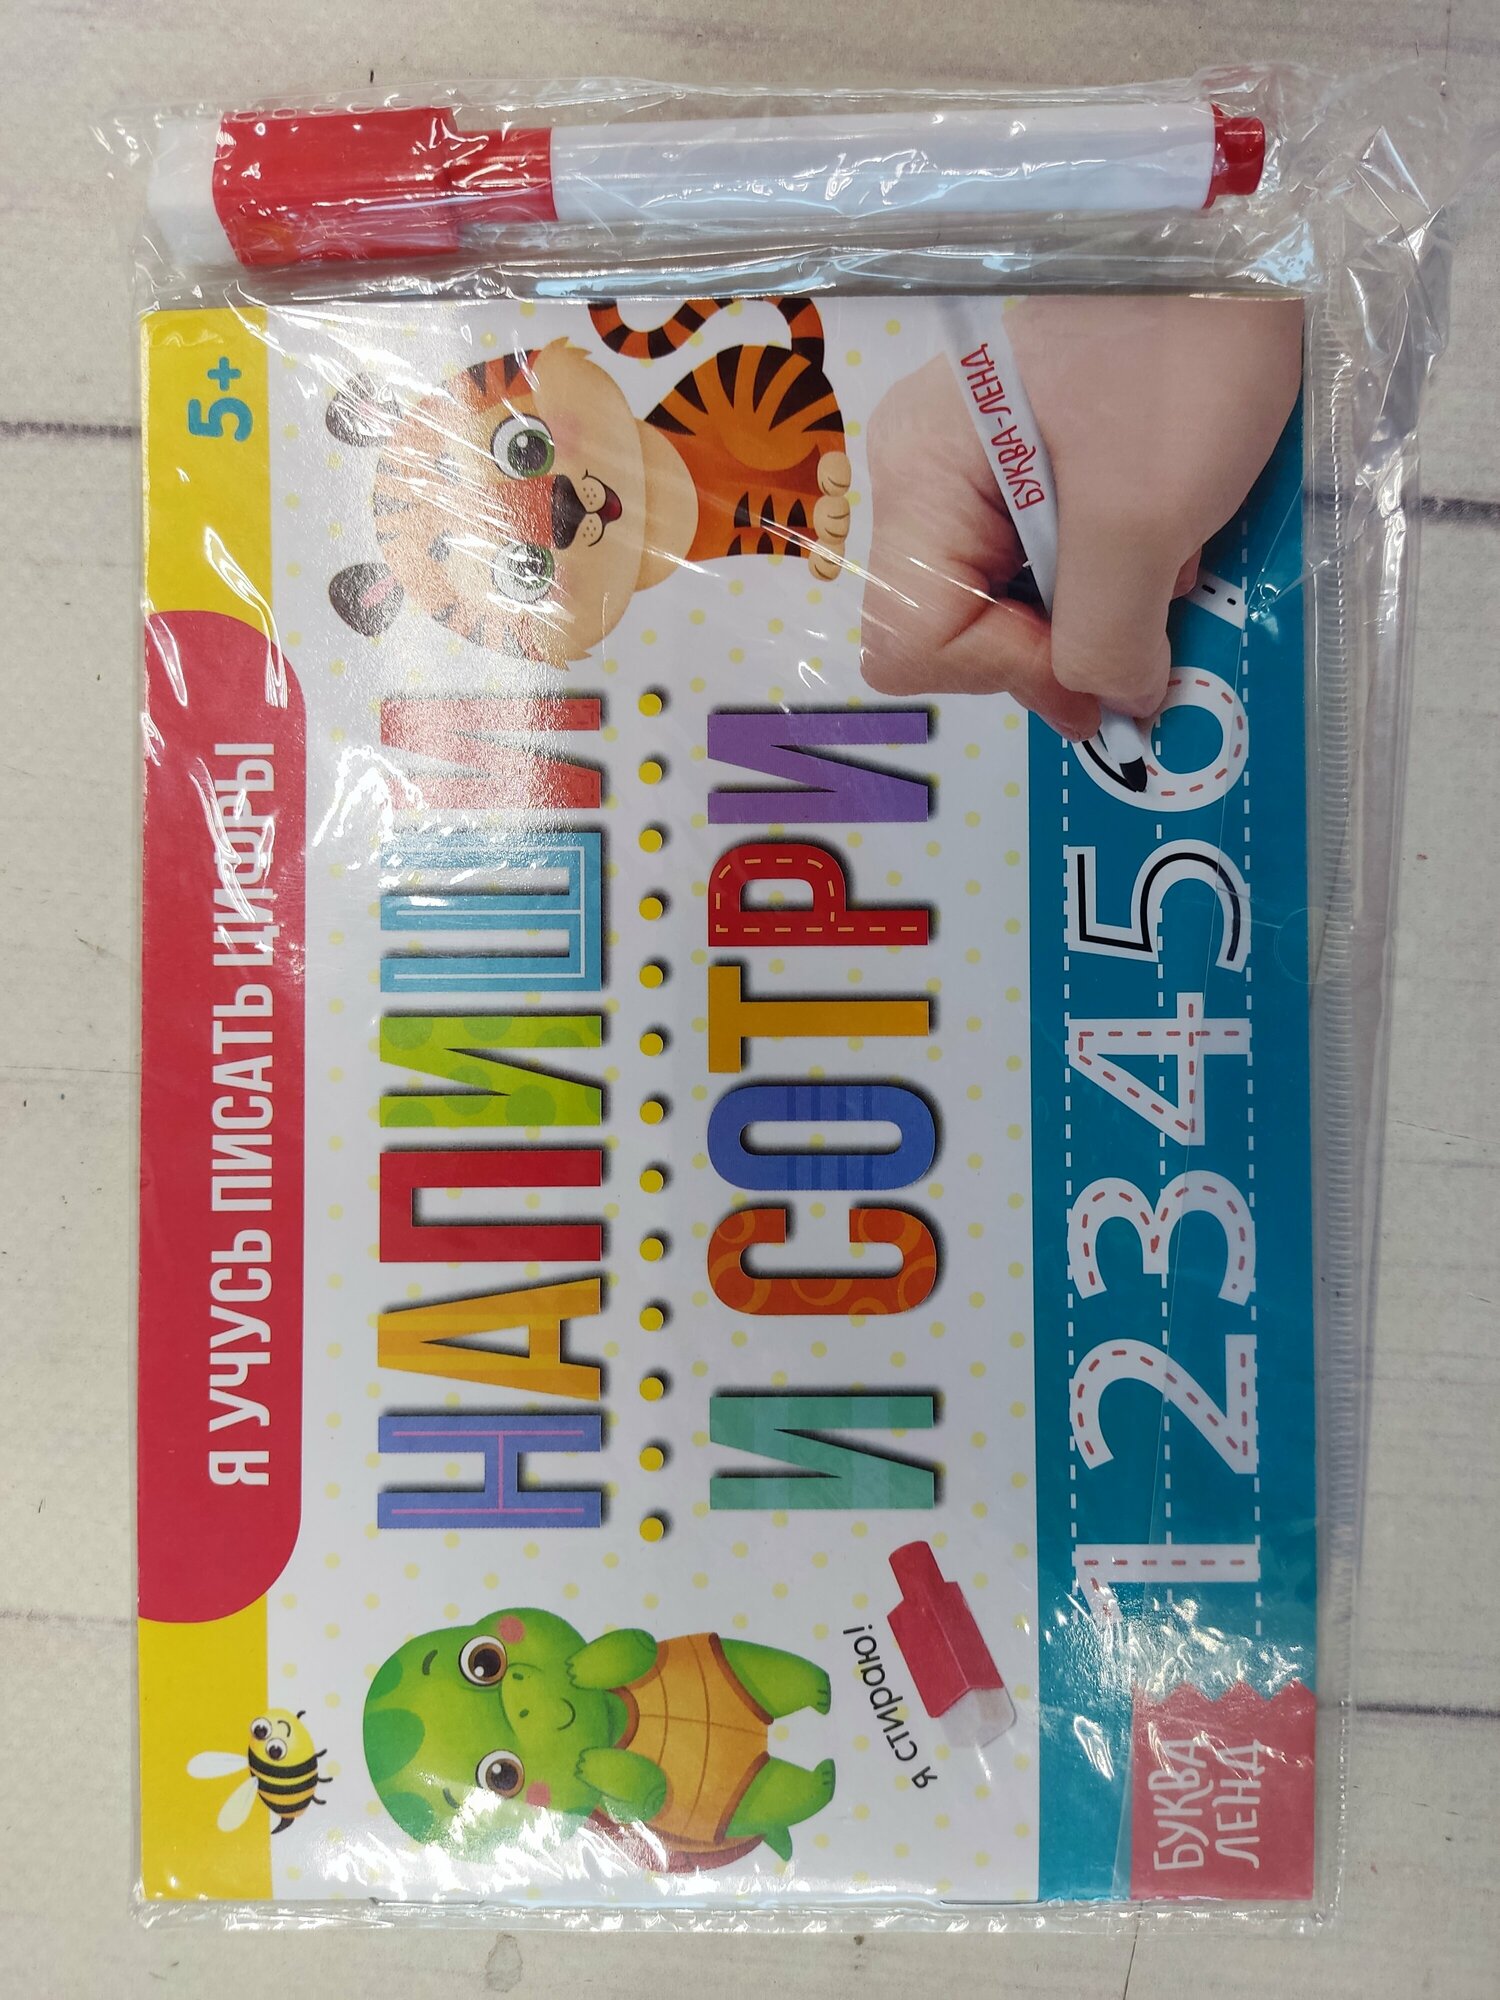 Я УЧУСЬ ПИСАТЬ ЦИФРЫ
5+
НАПИШИ
И СОТРИ
БУКВА-ЛЕНД
Я стираю!
1 2 3 4 5 6
БУКВА
ЛЕНД